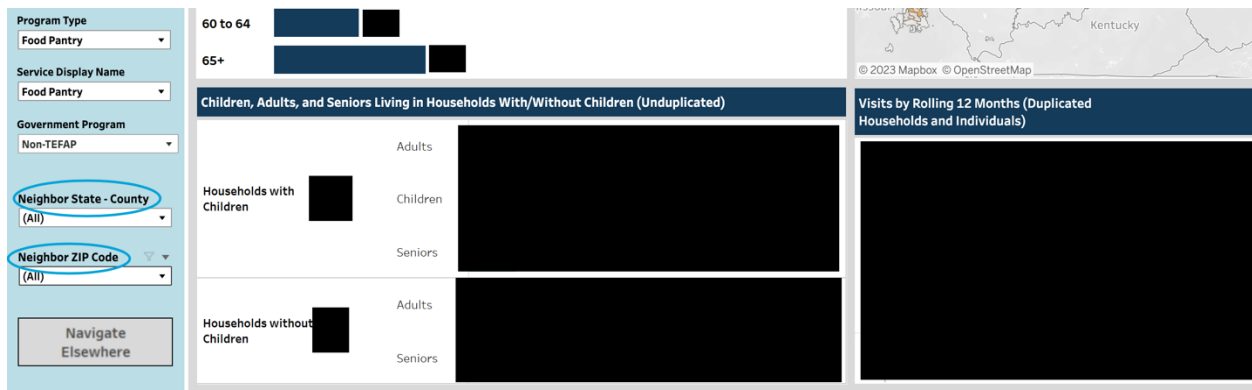 Program Type
Food Pantry
Service Display Name
Food Pantry
Government Program
Non-TEFAP
Neighbor State - County
(All)
Neighbor ZIP Code
(All)
Navigate
Elsewhere
60 to 64
65+
Kentucky
© 2023 Mapbox © OpenStreetMap
Children, Adults, and Seniors Living in Households With/Without Children (Unduplicated)
Households with
Children
Adults
Children
Seniors
Households without
Children
Adults
Seniors
Visits by Rolling 12 Months (Duplicated
Households and Individuals)